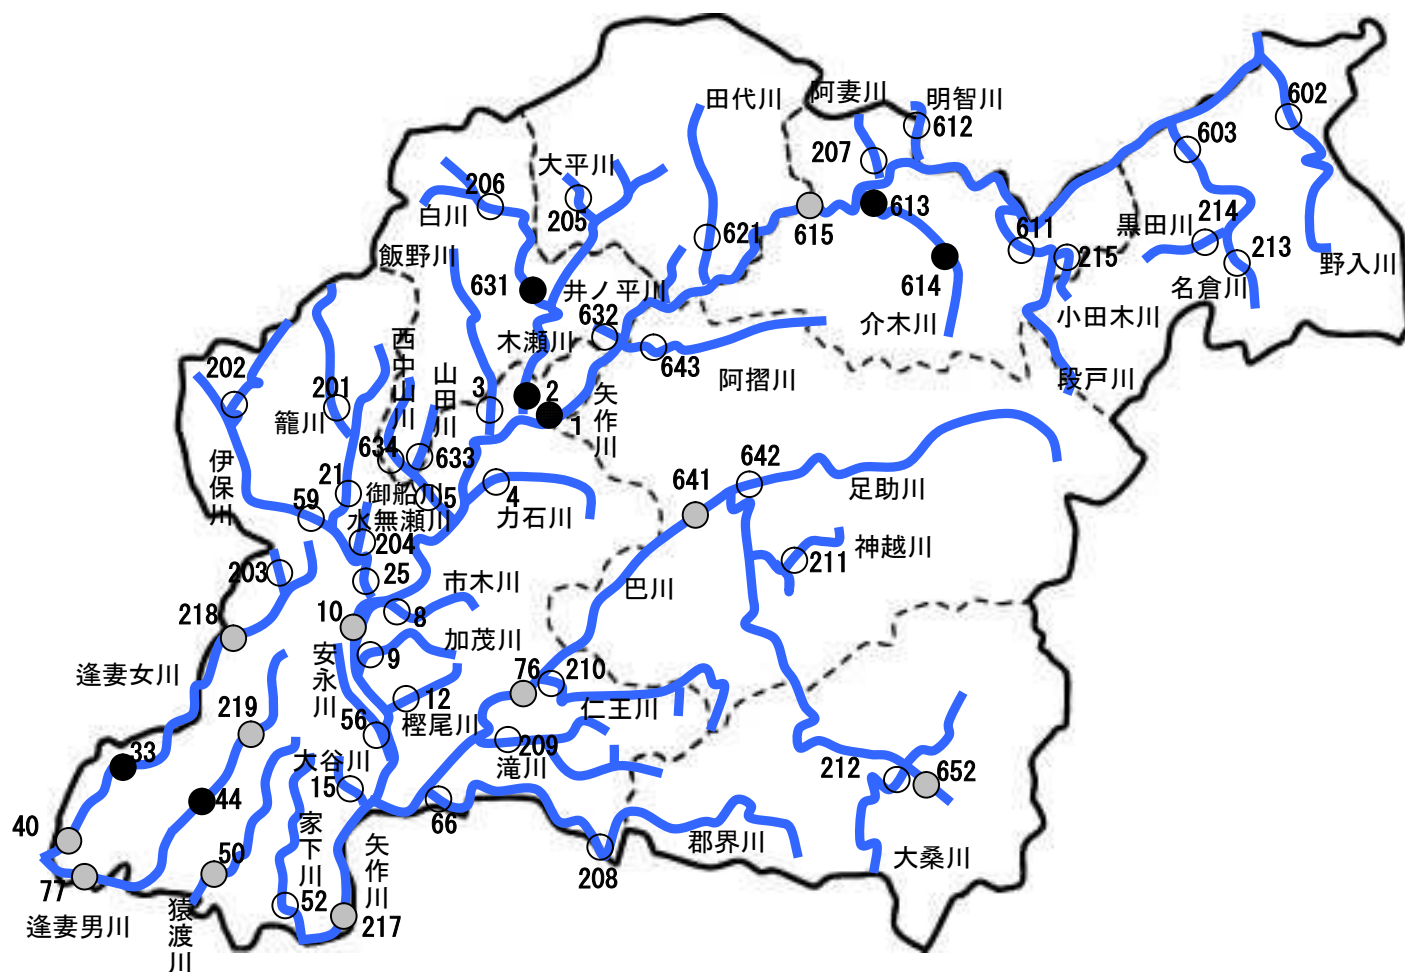 田代川
阿妻川
明智川
602
612
603
207
大平川
206
205
白川
615
613
黒田川
214
611
621
飯野川
215
213
野入川
631
井ノ平川
614
名倉川
632
介木川
小田木川
西中山川
木瀬川
643
202
山田川
阿摺川
段戸川
3
2
矢作川
201
1
籠川
634
633
伊保川
21
641
642
御船川
5
4
足助川
59
水無瀬川
力石川
204
神越川
203
211
25
市木川
巴川
10
8
218
加茂川
安永川
9
逢妻女川
76
210
12
219
仁王川
56
樫尾川
33
209
大谷川
滝川
212
652
15
44
66
40
家下川
矢作川
郡界川
50
大桑川
208
77
52
逢妻男川
猿渡川
217